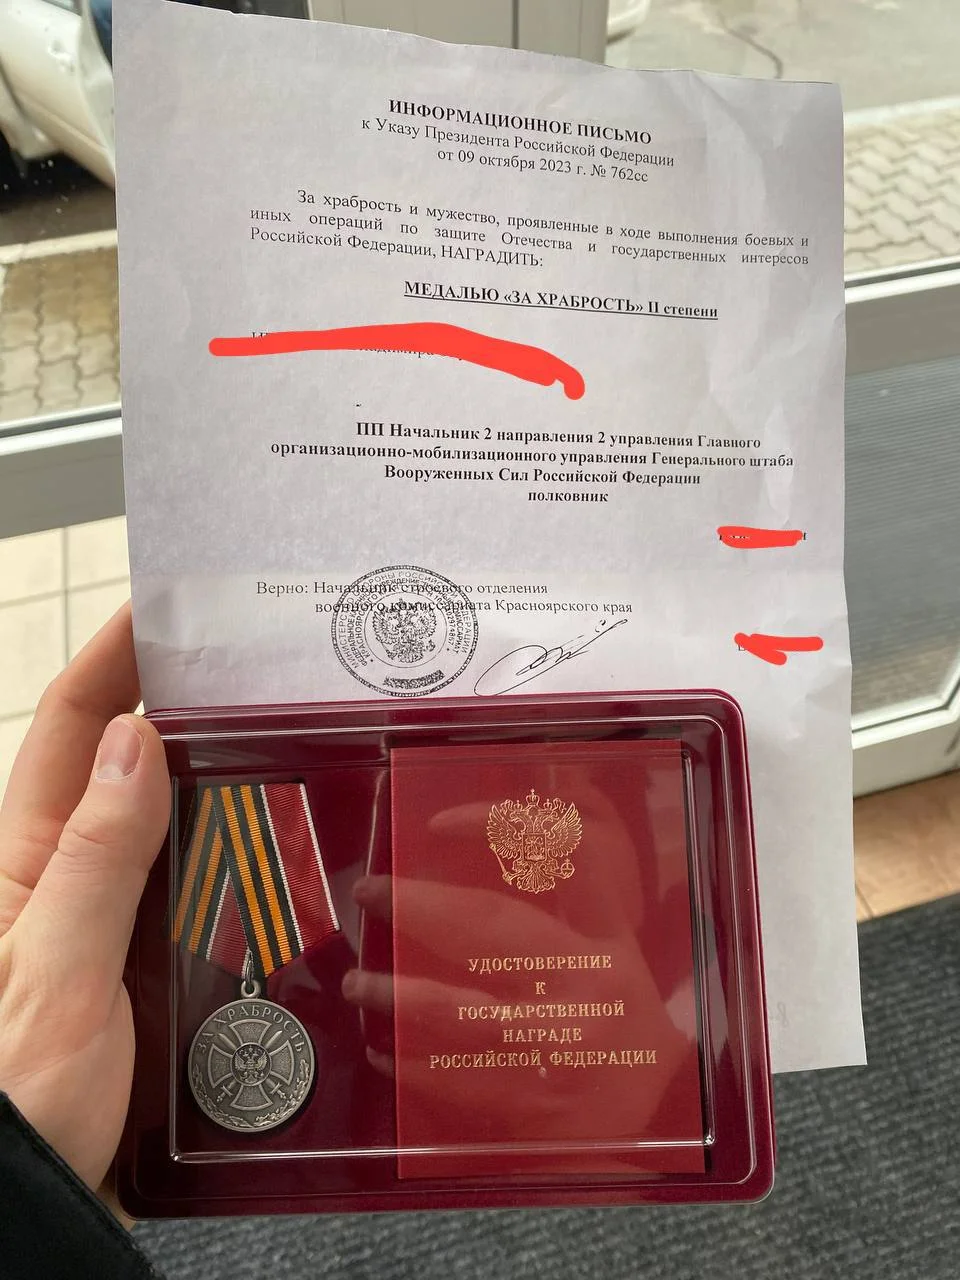 ИНФОРМАЦИОННОЕ ПИСЬМО
к Указу Президента Российской Федерации
от 09 октября 2023 г. № 762сс
За храбрость и мужество, проявленные в ходе выполнения боевых и
иных операций по защите Отечества и государственных интересов
Российской Федерации, НАГРАДИТЬ:
МЕДАЛЬЮ «ЗА ХРАБРОСТЬ» II степени
ПП Начальник 2 направления 2 управления Главного
организационно-мобилизационного управления Генерального штаба
Вооруженных Сил Российской Федерации
полковник
Верно: Начальник строевого отделения
военного комиссариата Красноярского края
ЗА ХРАБРОСТЬ
УДОСТОВЕРЕНИЕ
К
ГОСУДАРСТВЕННОЙ
НАГРАДЕ
РОССИЙСКОЙ ФЕДЕРАЦИИ